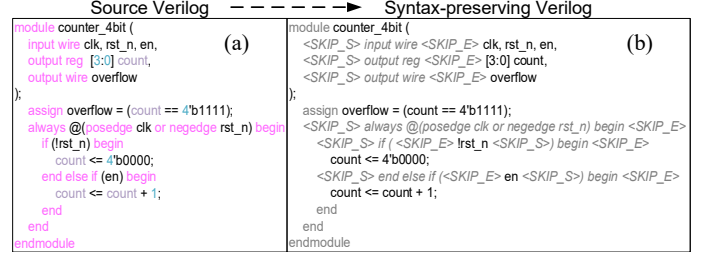 Source Verilog Syntax-preserving Verilog
module counter_4bit (
input wire clk, rst_n, en,
output reg [3:0] count,
output wire overflow
);
assign overflow = (count == 4'b1111);
always @(posedge clk or negedge rst_n) begin
if (!rst_n) begin
count <= 4'b0000;
end else if (en) begin
count <= count + 1;
end
end
endmodule
(a)
module counter_4bit (
<SKIP_S> input wire <SKIP_E> clk, rst_n, en,
<SKIP_S> output reg <SKIP_E> [3:0] count,
<SKIP_S> output wire <SKIP_E> overflow
);
assign overflow = (count == 4'b1111);
<SKIP_S> always @(posedge clk or negedge rst_n) begin <SKIP_E>
<SKIP_S> if ( <SKIP_E> !rst_n <SKIP_S>) begin <SKIP_E>
count <= 4'b0000;
<SKIP_S> end else if (<SKIP_E> en <SKIP_S>) begin <SKIP_E>
count <= count + 1;
end
end
endmodule
(b)